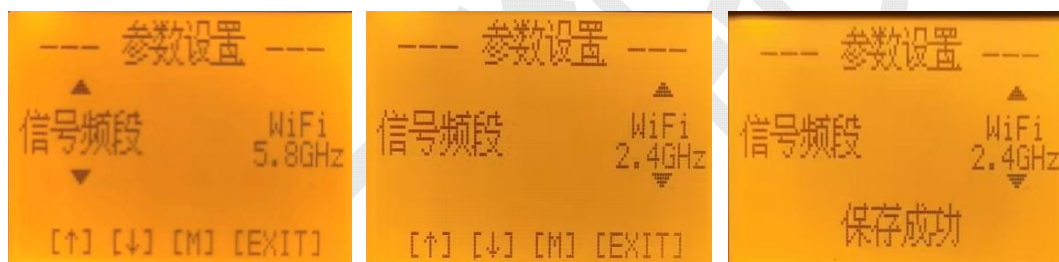 --- 参数设置 ---
信号频段
WiFi
5.8GHz
[↑] [↓] [M] [EXIT]
--- 参数设置 ---
信号频段
WiFi
2.4GHz
[↑] [↓] [M] [EXIT]
--- 参数设置 ---
信号频段
WiFi
2.4GHz
保存成功